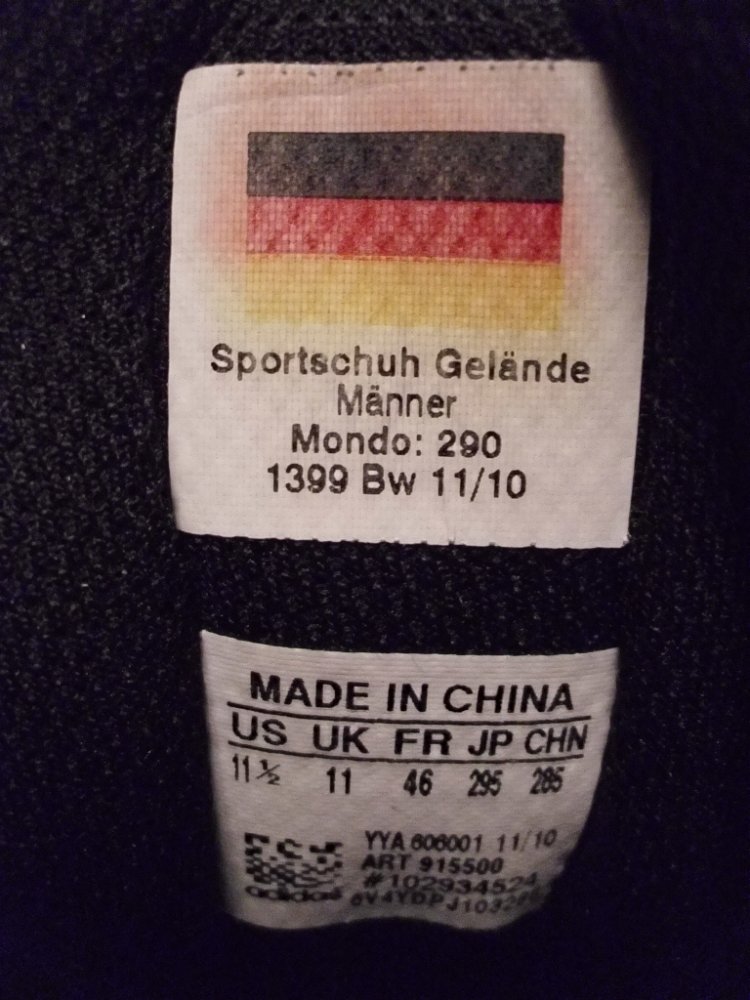 Sportschuh Gelände
Männer
Mondo: 290
1399 Bw 11/10
MADE IN CHINA
US UK FR JP CHN
11½ 11 46 295 285
YYA 606001 11/10
ART 915500
#102934524
adidas